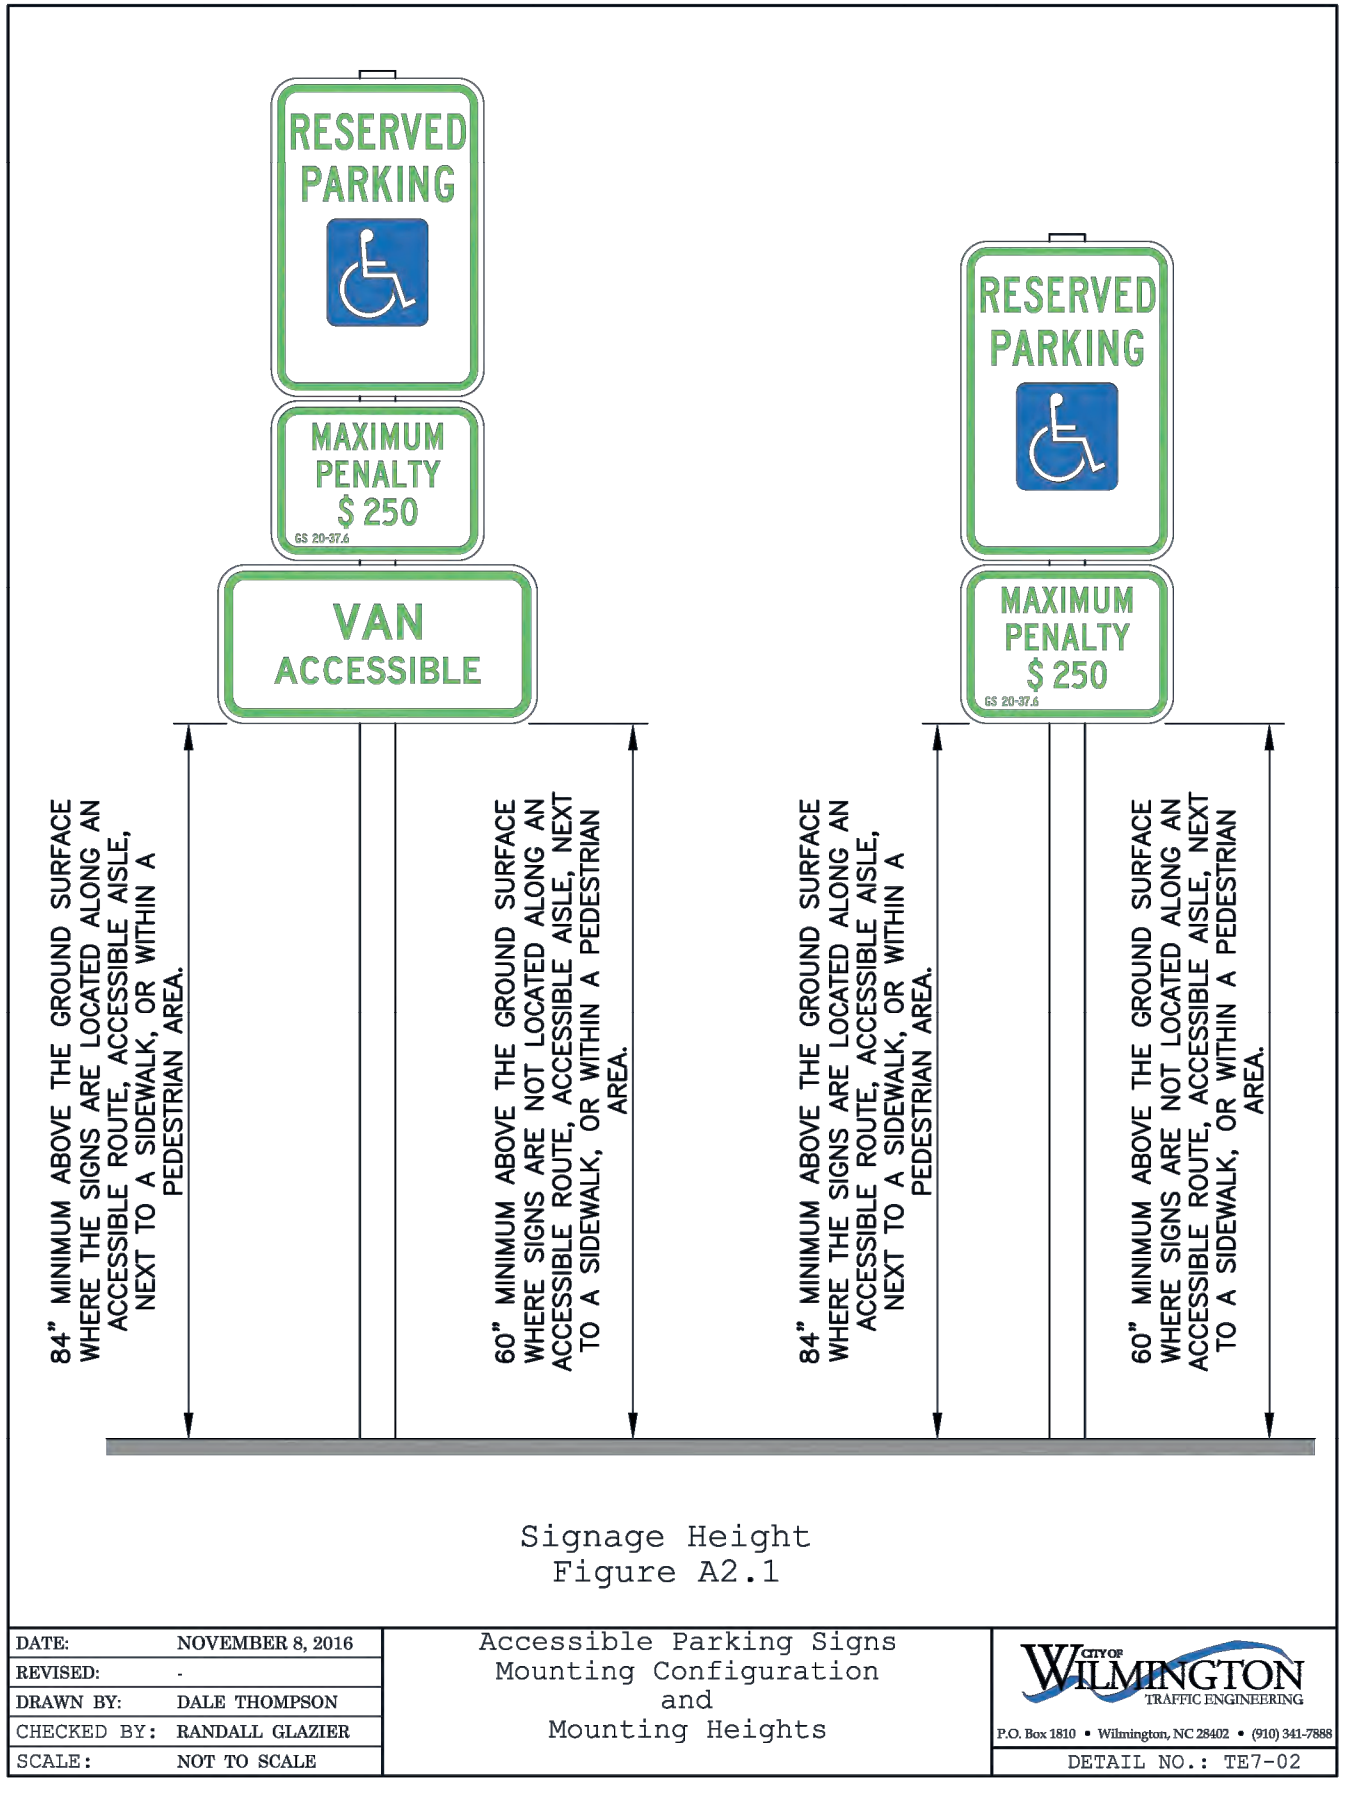 RESERVED
PARKING
MAXIMUM
PENALTY
$ 250
GS 20-37.6
VAN
ACCESSIBLE
RESERVED
PARKING
MAXIMUM
PENALTY
$ 250
GS 20-37.6
84" MINIMUM ABOVE THE GROUND SURFACE
WHERE THE SIGNS ARE LOCATED ALONG AN
ACCESSIBLE ROUTE, ACCESSIBLE AISLE,
NEXT TO A SIDEWALK, OR WITHIN A
PEDESTRIAN AREA.
60" MINIMUM ABOVE THE GROUND SURFACE
WHERE SIGNS ARE NOT LOCATED ALONG AN
ACCESSIBLE ROUTE, ACCESSIBLE AISLE, NEXT
TO A SIDEWALK, OR WITHIN A PEDESTRIAN
AREA.
84" MINIMUM ABOVE THE GROUND SURFACE
WHERE THE SIGNS ARE LOCATED ALONG AN
ACCESSIBLE ROUTE, ACCESSIBLE AISLE,
NEXT TO A SIDEWALK, OR WITHIN A
PEDESTRIAN AREA.
60" MINIMUM ABOVE THE GROUND SURFACE
WHERE SIGNS ARE NOT LOCATED ALONG AN
ACCESSIBLE ROUTE, ACCESSIBLE AISLE, NEXT
TO A SIDEWALK, OR WITHIN A PEDESTRIAN
AREA.
Signage Height
Figure A2.1
DATE: NOVEMBER 8, 2016
REVISED: -
DRAWN BY: DALE THOMPSON
CHECKED BY: RANDALL GLAZIER
SCALE: NOT TO SCALE
Accessible Parking Signs
Mounting Configuration
and
Mounting Heights
CITY OF
WILMINGTON
TRAFFIC ENGINEERING
P.O. Box 1810 • Wilmington, NC 28402 • (910) 341-7888
DETAIL NO.: TE7-02